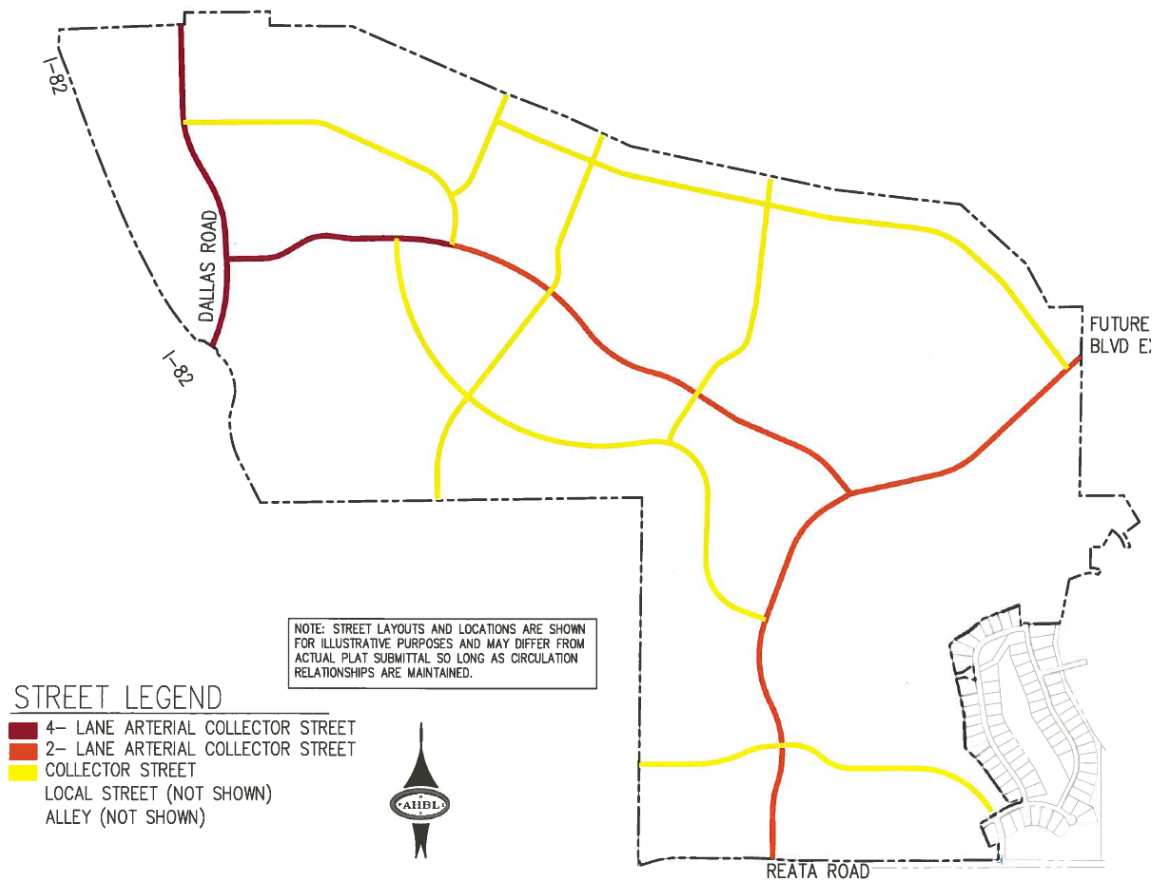 I-82
DALLAS ROAD
I-82
FUTURE
BLVD
NOTE: STREET LAYOUTS AND LOCATIONS ARE SHOWN
FOR ILLUSTRATIVE PURPOSES AND MAY DIFFER FROM
ACTUAL PLAT SUBMITTAL SO LONG AS CIRCULATION
RELATIONSHIPS ARE MAINTAINED.
STREET LEGEND
4- LANE ARTERIAL COLLECTOR STREET
2- LANE ARTERIAL COLLECTOR STREET
COLLECTOR STREET
LOCAL STREET (NOT SHOWN)
ALLEY (NOT SHOWN)
AHBL
REATA ROAD